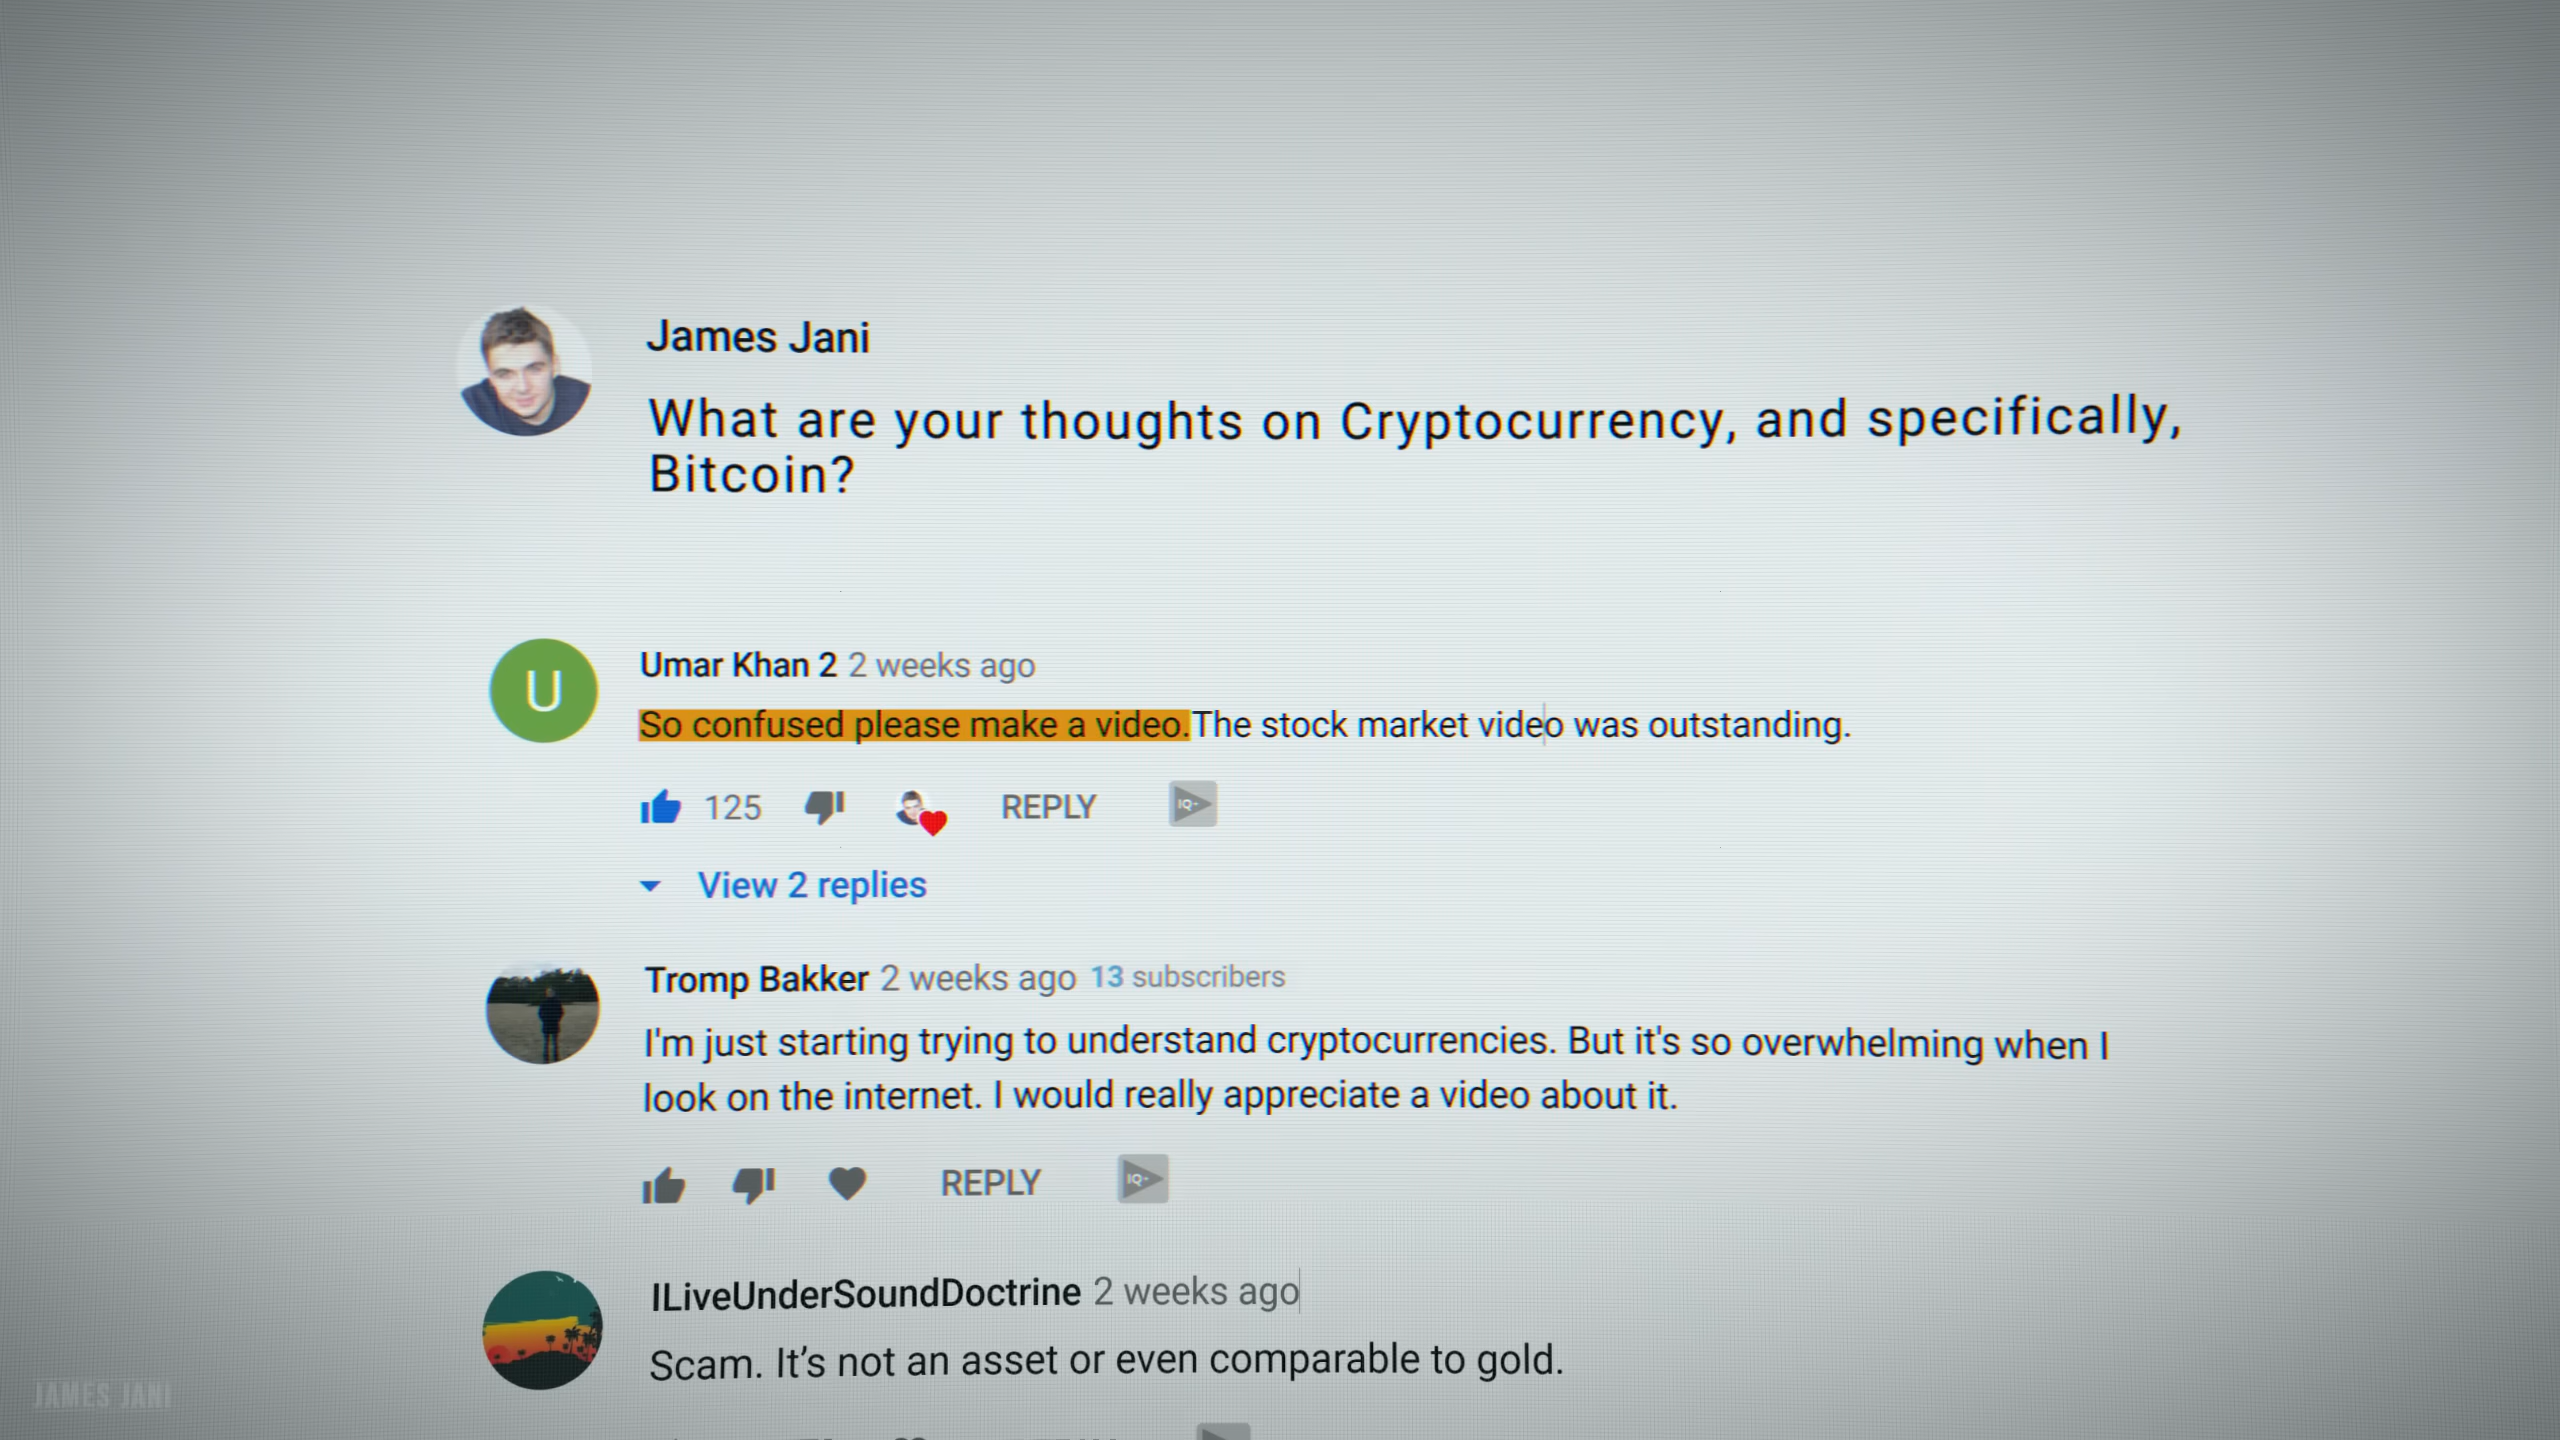 James Jani
What are your thoughts on Cryptocurrency, and specifically,
Bitcoin?
U
Umar Khan 2 2 weeks ago
So confused please make a video. The stock market video was outstanding.
125 REPLY IQ
View 2 replies
Tromp Bakker 2 weeks ago 13 subscribers
I'm just starting trying to understand cryptocurrencies. But it's so overwhelming when I
look on the internet. I would really appreciate a video about it.
REPLY IQ
ILiveUnderSoundDoctrine 2 weeks ago
Scam. It’s not an asset or even comparable to gold.
JAMES JANI